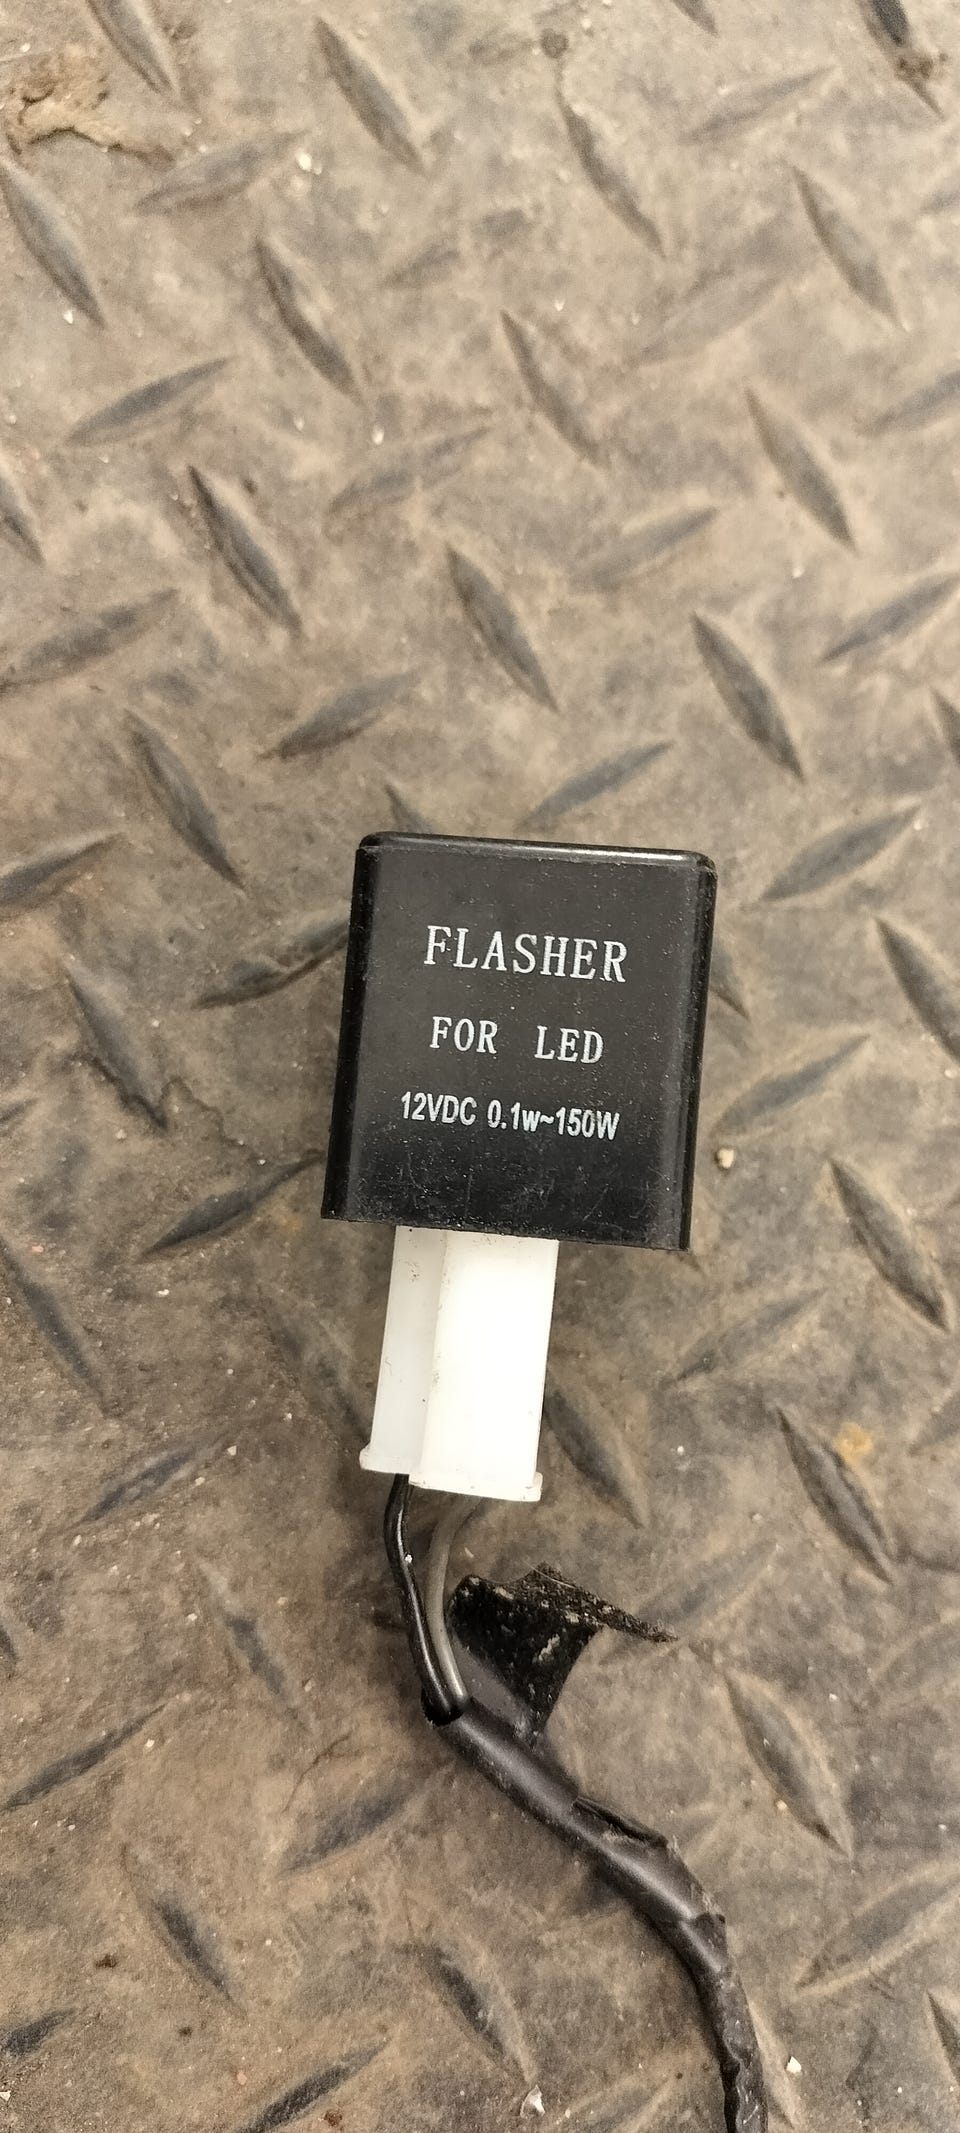 FLASHER
FOR LED
12VDC 0.1w~150W